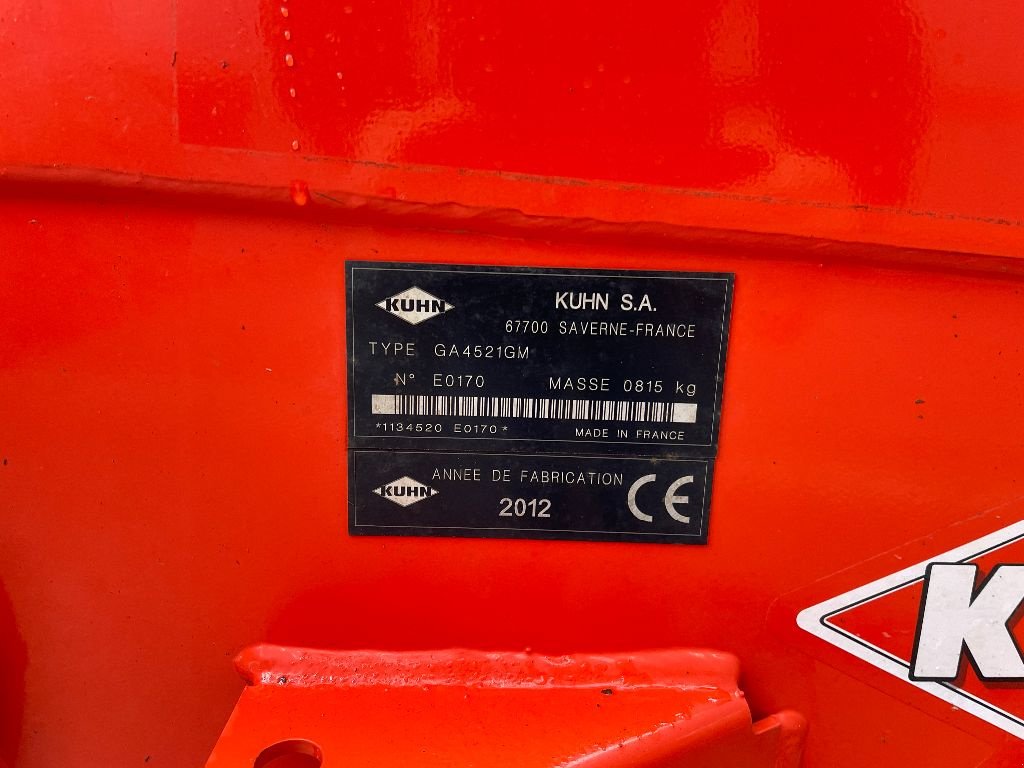 KUHN
KUHN S.A.
67700 SAVERNE-FRANCE
TYPE GA4521GM
N° E0170 MASSE 0815 kg
*1134520 E0170*
MADE IN FRANCE
KUHN
ANNEE DE FABRICATION
2012
CE
K